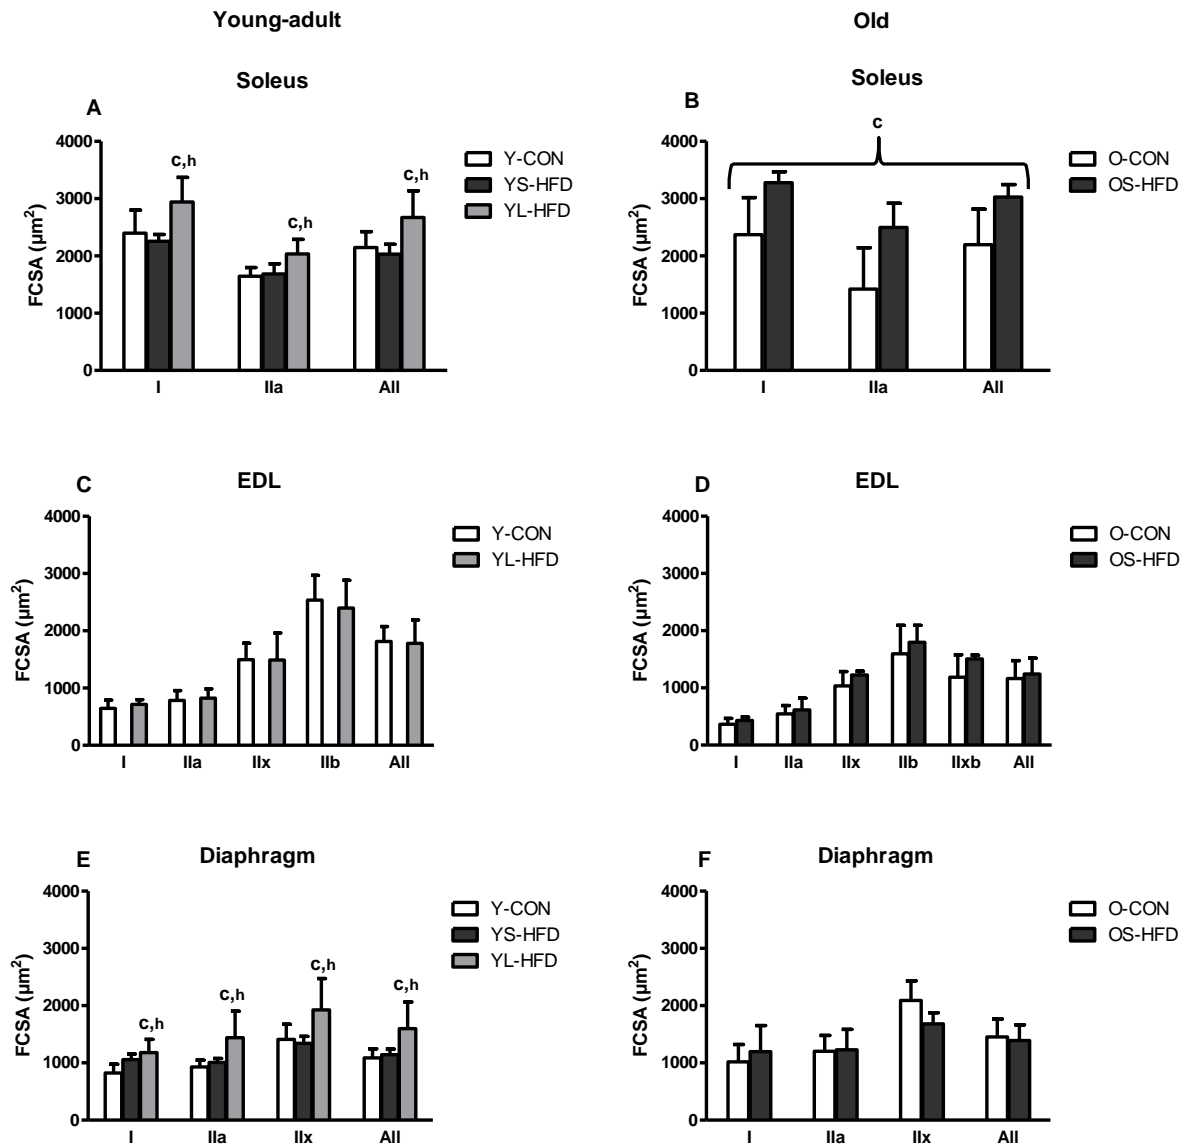 Young-adult
Old
Soleus
A
4000
3000
2000
1000
0
FCSA (µm²)
c,h
c,h
c,h
I
IIa
All
Y-CON
YS-HFD
YL-HFD
Soleus
B
c
4000
3000
2000
1000
0
FCSA (µm²)
I
IIa
All
O-CON
OS-HFD
EDL
C
4000
3000
2000
1000
0
FCSA (µm²)
I
IIa
IIx
IIb
All
Y-CON
YL-HFD
EDL
D
4000
3000
2000
1000
0
FCSA (µm²)
I
IIa
IIx
IIb
IIxb
All
O-CON
OS-HFD
Diaphragm
E
4000
3000
2000
1000
0
FCSA (µm²)
c,h
c,h
c,h
c,h
I
IIa
IIx
All
Y-CON
YS-HFD
YL-HFD
Diaphragm
F
4000
3000
2000
1000
0
FCSA (µm²)
I
IIa
IIx
All
O-CON
OS-HFD